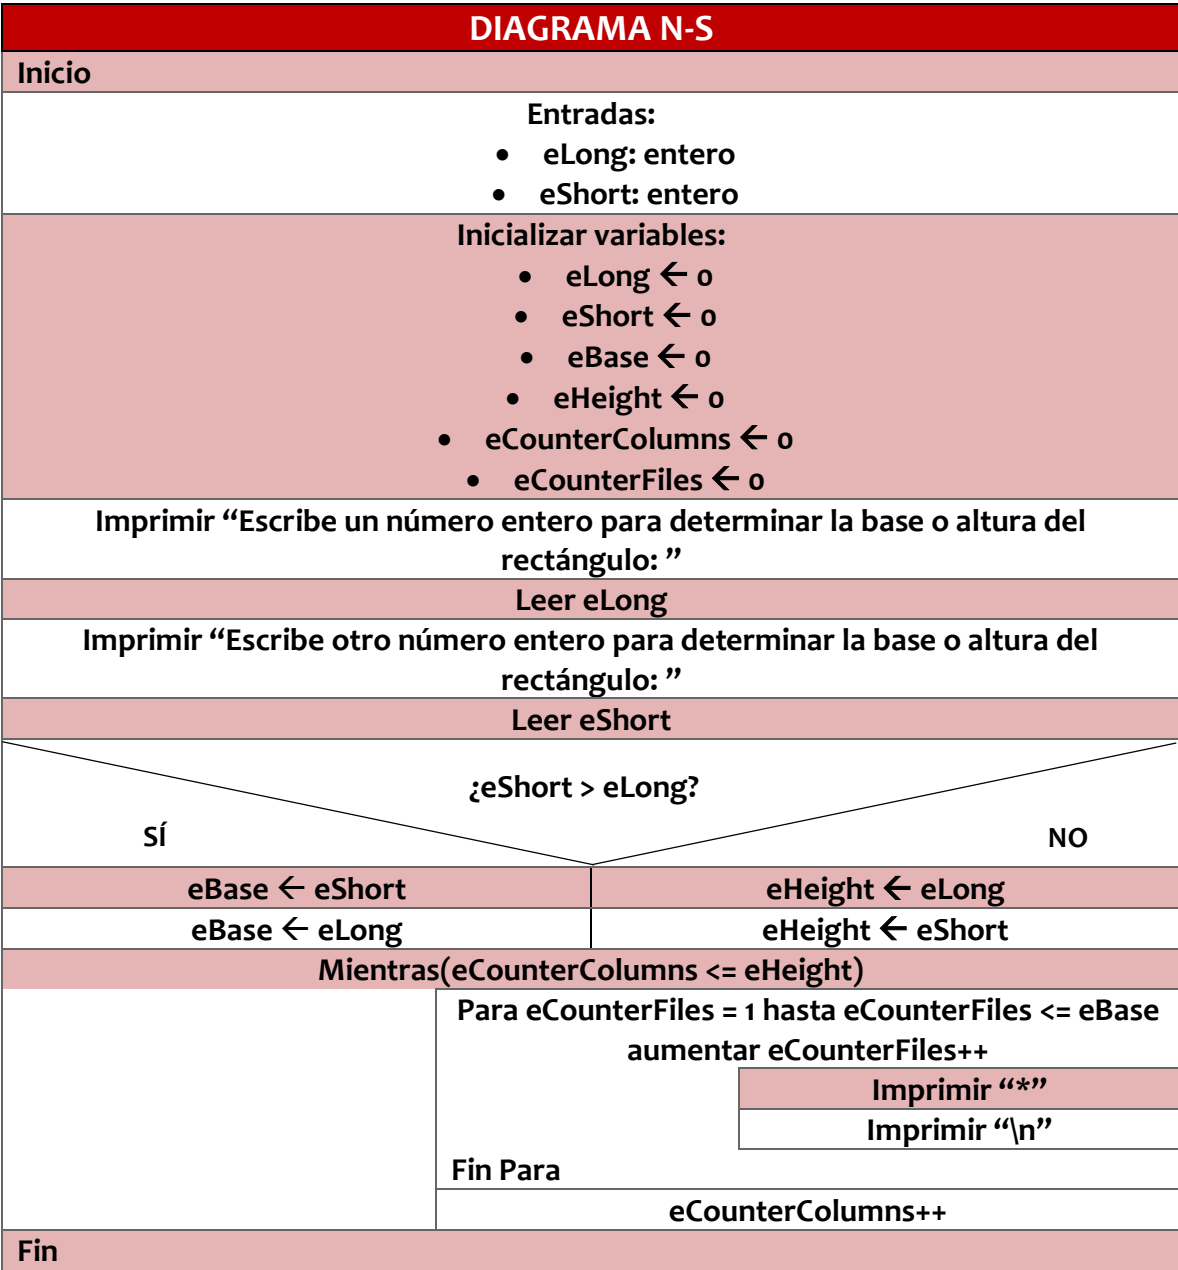 DIAGRAMA N-S
Inicio
Entradas:
• eLong: entero
• eShort: entero
Inicializar variables:
• eLong ← 0
• eShort ← 0
• eBase ← 0
• eHeight ← 0
• eCounterColumns ← 0
• eCounterFiles ← 0
Imprimir “Escribe un número entero para determinar la base o altura del
rectángulo: ”
Leer eLong
Imprimir “Escribe otro número entero para determinar la base o altura del
rectángulo: ”
Leer eShort
¿eShort > eLong?
SÍ NO
eBase ← eShort eHeight ← eLong
eBase ← eLong eHeight ← eShort
Mientras(eCounterColumns <= eHeight)
Para eCounterFiles = 1 hasta eCounterFiles <= eBase
aumentar eCounterFiles++
Imprimir “*”
Imprimir “\n”
Fin Para
eCounterColumns++
Fin